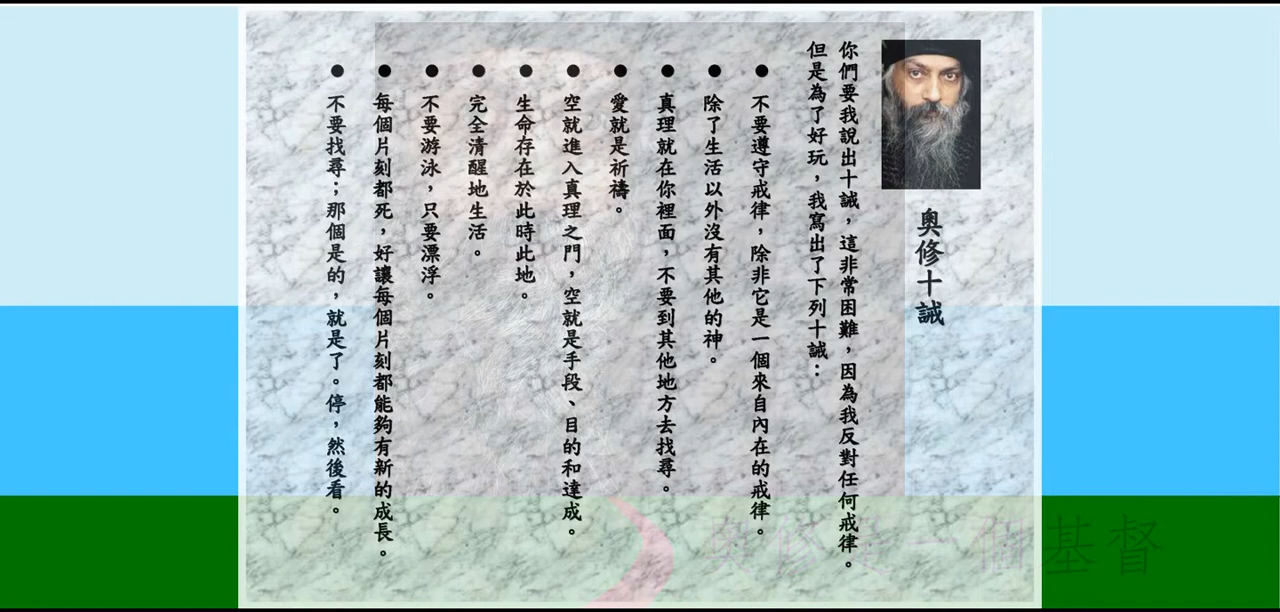 奧修十誡
你們要我說出十誡，這非常困難，因為我反對任何戒律。
但是為了好玩，我寫出了下列十誡：
●不要遵守戒律，除非它是一個來自內在的戒律。
●除了生活以外沒有其他的神。
●真理就在你裡面，不要到其他地方去找尋。
●愛就是祈禱。
●空就進入真理之門，空就是手段、目的和達成。
●生命存在於此時此地。
●完全清醒地生活。
●不要游泳，只要漂浮。
●每個片刻都死，好讓每個片刻都能夠有新的成長。
●不要找尋；那個是的，就是了。停，然後看。
奧修是一個基督